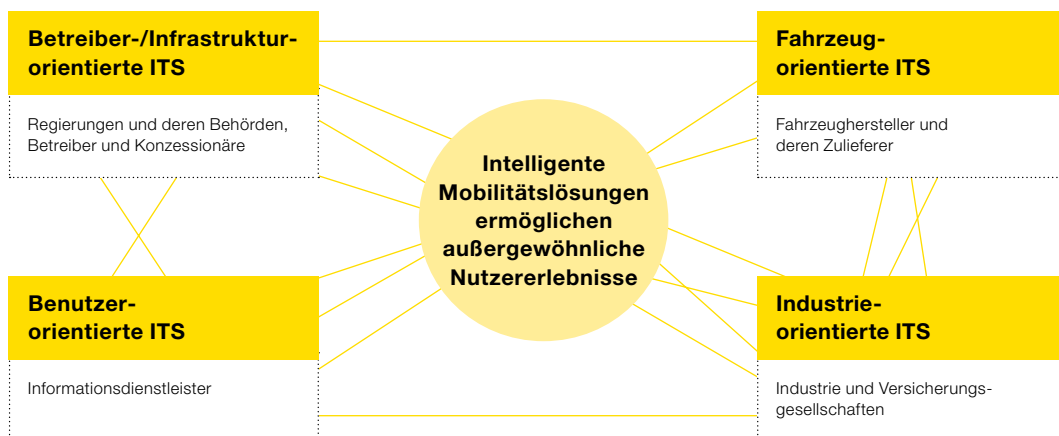 Betreiber-/Infrastruktur-
orientierte ITS
Regierungen und deren Behörden,
Betreiber und Konzessionäre
Fahrzeug-
orientierte ITS
Fahrzeughersteller und
deren Zulieferer
Intelligente
Mobilitätslösungen
ermöglichen
außergewöhnliche
Nutzererlebnisse
Benutzer-
orientierte ITS
Informationsdienstleister
Industrie-
orientierte ITS
Industrie und Versicherungs-
gesellschaften